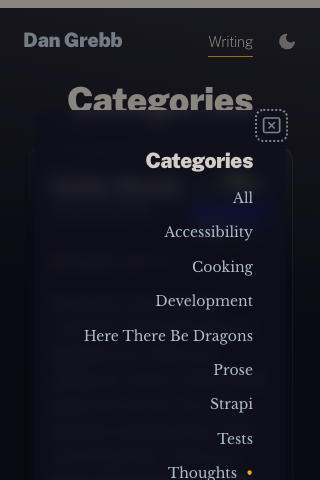 Dan Grebb
Writing
Categories
Categories
All
Accessibility
Cooking
Development
Here There Be Dragons
Prose
Strapi
Tests
Thoughts •